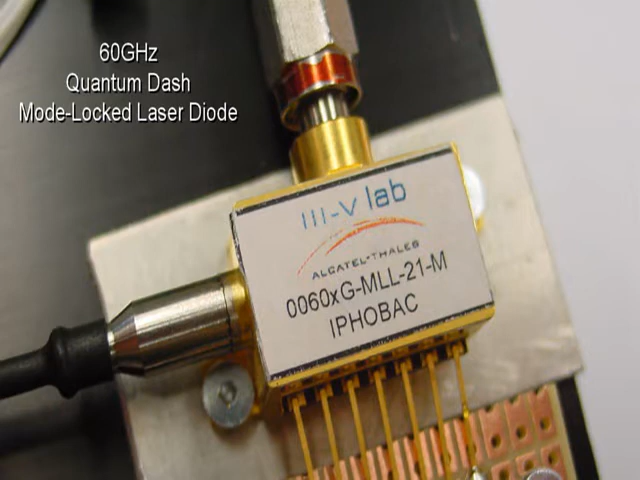 60GHz
Quantum Dash
Mode-Locked Laser Diode
III-V lab
ALCATEL-THALES
0060xG-MLL-21-M
IPHOBAC